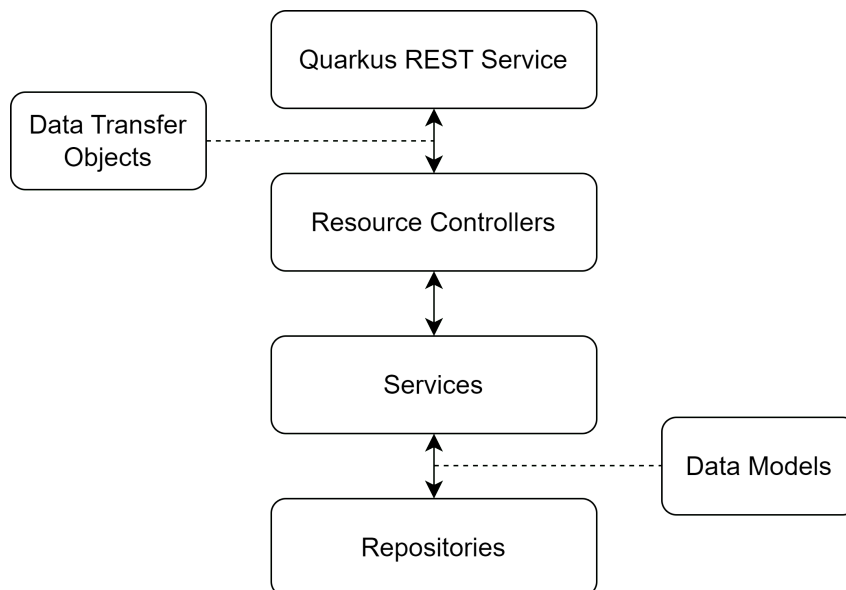 Quarkus REST Service
Data Transfer
Objects
Resource Controllers
Services
Data Models
Repositories